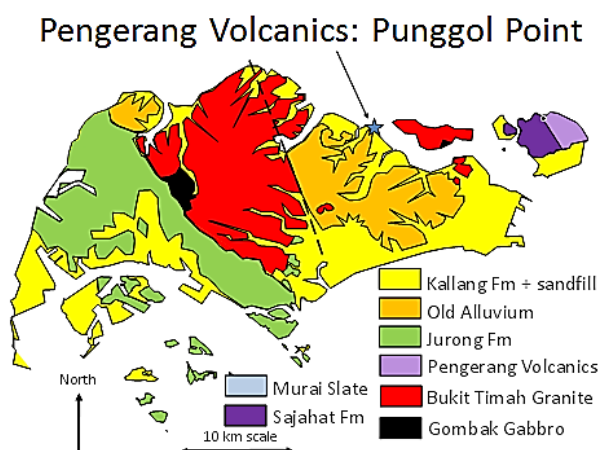 Pengerang Volcanics: Punggol Point
Kallang Fm + sandfill
Old Alluvium
Jurong Fm
Pengerang Volcanics
Bukit Timah Granite
Gombak Gabbro
Murai Slate
Sajahat Fm
North
10 km scale